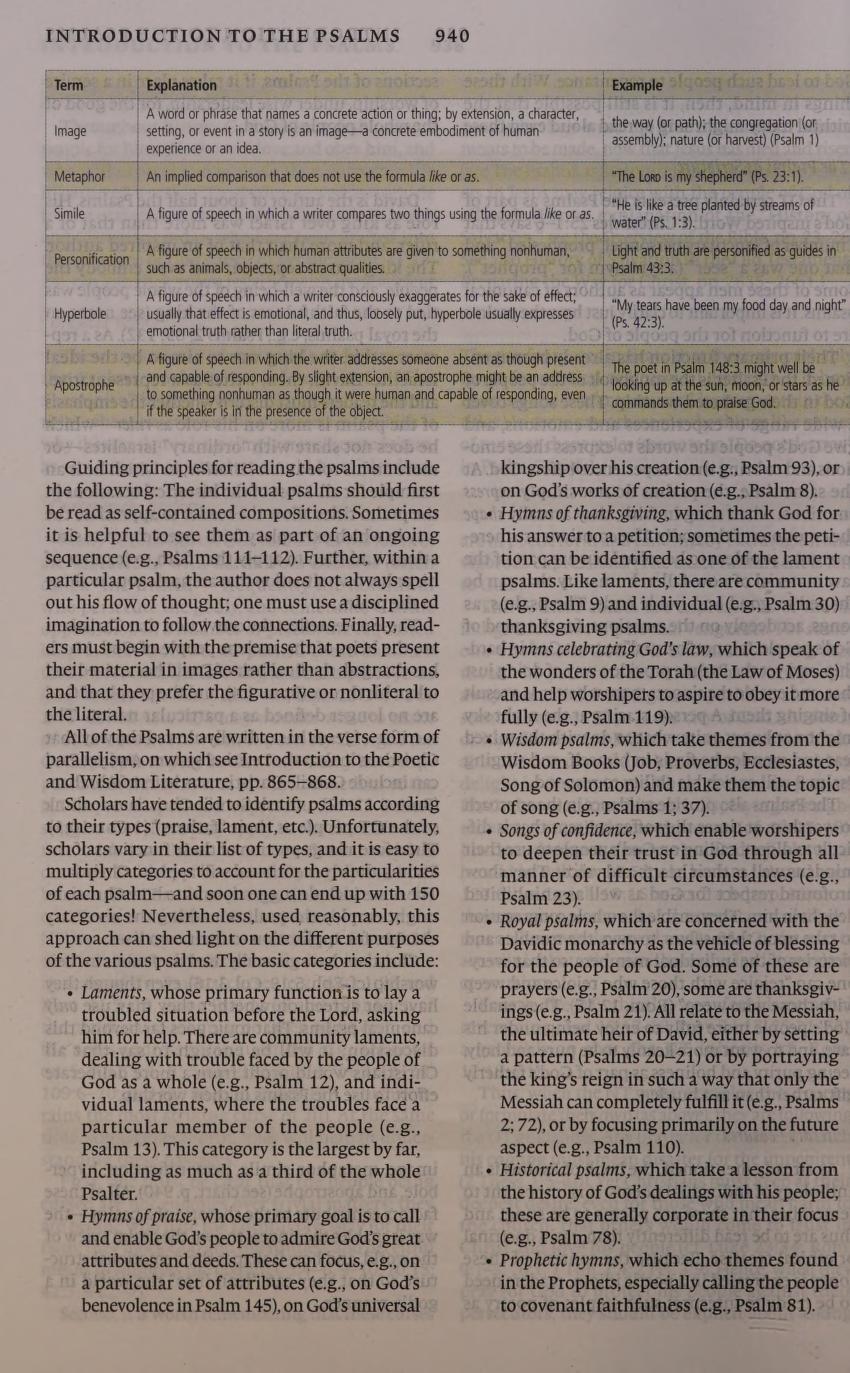 INTRODUCTION TO THE PSALMS 940
Term Explanation Example
Image
A word or phrase that names a concrete action or thing; by extension, a character,
setting, or event in a story is an image—a concrete embodiment of human
experience or an idea.
the way (or path); the congregation (or
assembly); nature (or harvest) (Psalm 1)
Metaphor
An implied comparison that does not use the formula like or as.
"The LORD is my shepherd" (Ps. 23:1).
Simile
A figure of speech in which a writer compares two things using the formula like or as.
"He is like a tree planted by streams of
water" (Ps. 1:3).
Personification
A figure of speech in which human attributes are given to something nonhuman,
such as animals, objects, or abstract qualities.
Light and truth are personified as guides in
Psalm 43:3.
Hyperbole
A figure of speech in which a writer consciously exaggerates for the sake of effect;
usually that effect is emotional, and thus, loosely put, hyperbole usually expresses
emotional truth rather than literal truth.
"My tears have been my food day and night"
(Ps. 42:3).
Apostrophe
A figure of speech in which the writer addresses someone absent as though present
and capable of responding. By slight extension, an apostrophe might be an address
to something nonhuman as though it were human and capable of responding, even
if the speaker is in the presence of the object.
The poet in Psalm 148:3 might well be
looking up at the sun, moon, or stars as he
commands them to praise God.
Guiding principles for reading the psalms include
the following: The individual psalms should first
be read as self-contained compositions. Sometimes
it is helpful to see them as part of an ongoing
sequence (e.g., Psalms 111–112). Further, within a
particular psalm, the author does not always spell
out his flow of thought; one must use a disciplined
imagination to follow the connections. Finally, read-
ers must begin with the premise that poets present
their material in images rather than abstractions,
and that they prefer the figurative or nonliteral to
the literal.
All of the Psalms are written in the verse form of
parallelism, on which see Introduction to the Poetic
and Wisdom Literature, pp. 865–868.
Scholars have tended to identify psalms according
to their types (praise, lament, etc.). Unfortunately,
scholars vary in their list of types, and it is easy to
multiply categories to account for the particularities
of each psalm—and soon one can end up with 150
categories! Nevertheless, used reasonably, this
approach can shed light on the different purposes
of the various psalms. The basic categories include:
• Laments, whose primary function is to lay a
troubled situation before the Lord, asking
him for help. There are community laments,
dealing with trouble faced by the people of
God as a whole (e.g., Psalm 12), and indi-
vidual laments, where the troubles face a
particular member of the people (e.g.,
Psalm 13). This category is the largest by far,
including as much as a third of the whole
Psalter.
• Hymns of praise, whose primary goal is to call
and enable God's people to admire God's great
attributes and deeds. These can focus, e.g., on
a particular set of attributes (e.g., on God's
benevolence in Psalm 145), on God's universal
kingship over his creation (e.g., Psalm 93), or
on God's works of creation (e.g., Psalm 8).
• Hymns of thanksgiving, which thank God for
his answer to a petition; sometimes the peti-
tion can be identified as one of the lament
psalms. Like laments, there are community
(e.g., Psalm 9) and individual (e.g., Psalm 30)
thanksgiving psalms.
• Hymns celebrating God's law, which speak of
the wonders of the Torah (the Law of Moses)
and help worshipers to aspire to obey it more
fully (e.g., Psalm 119).
• Wisdom psalms, which take themes from the
Wisdom Books (Job, Proverbs, Ecclesiastes,
Song of Solomon) and make them the topic
of song (e.g., Psalms 1; 37).
• Songs of confidence, which enable worshipers
to deepen their trust in God through all
manner of difficult circumstances (e.g.,
Psalm 23).
• Royal psalms, which are concerned with the
Davidic monarchy as the vehicle of blessing
for the people of God. Some of these are
prayers (e.g., Psalm 20), some are thanksgiv-
ings (e.g., Psalm 21). All relate to the Messiah,
the ultimate heir of David, either by setting
a pattern (Psalms 20–21) or by portraying
the king's reign in such a way that only the
Messiah can completely fulfill it (e.g., Psalms
2; 72), or by focusing primarily on the future
aspect (e.g., Psalm 110).
• Historical psalms, which take a lesson from
the history of God's dealings with his people;
these are generally corporate in their focus
(e.g., Psalm 78).
• Prophetic hymns, which echo themes found
in the Prophets, especially calling the people
to covenant faithfulness (e.g., Psalm 81).